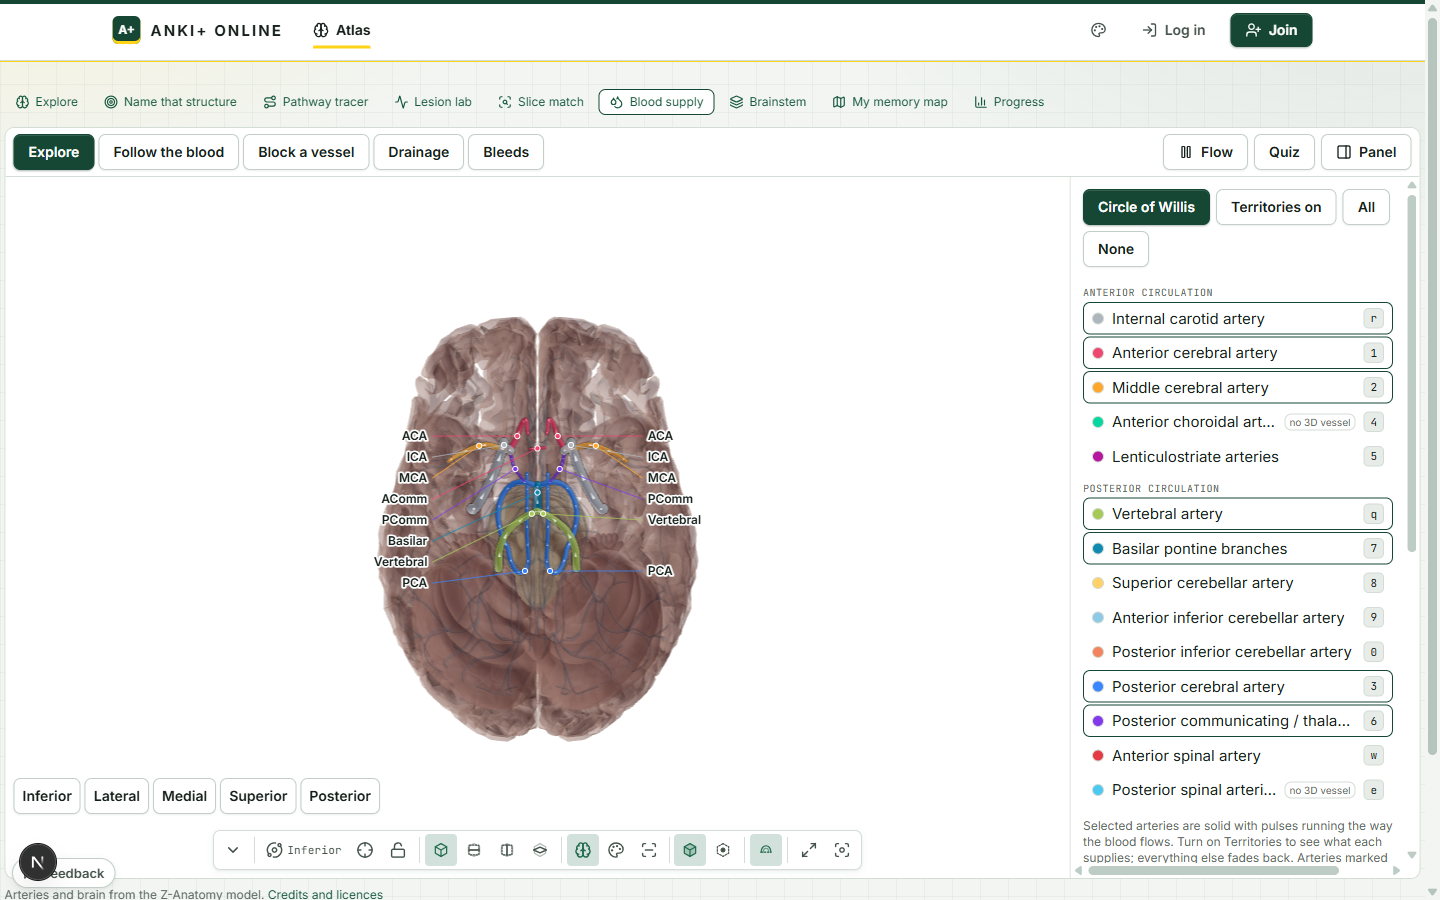 A+ ANKI+ ONLINE Atlas Log in Join
Explore Name that structure Pathway tracer Lesion lab Slice match Blood supply Brainstem My memory map Progress
Explore Follow the blood Block a vessel Drainage Bleeds Flow Quiz Panel
Circle of Willis Territories on All
None
ANTERIOR CIRCULATION
Internal carotid artery r
Anterior cerebral artery 1
Middle cerebral artery 2
Anterior choroidal art... no 3D vessel 4
Lenticulostriate arteries 5
POSTERIOR CIRCULATION
Vertebral artery q
Basilar pontine branches 7
Superior cerebellar artery 8
Anterior inferior cerebellar artery 9
Posterior inferior cerebellar artery 0
Posterior cerebral artery 3
Posterior communicating / thala... 6
Anterior spinal artery w
Posterior spinal arteri... no 3D vessel e
Selected arteries are solid with pulses running the way
the blood flows. Turn on Territories to see what each
supplies; everything else fades back. Arteries marked
ACA ACA
ICA ICA
MCA MCA
AComm PComm
PComm Vertebral
Basilar
Vertebral
PCA PCA
Inferior Lateral Medial Superior Posterior
Inferior
N eedback
Arteries and brain from the Z-Anatomy model. Credits and licences